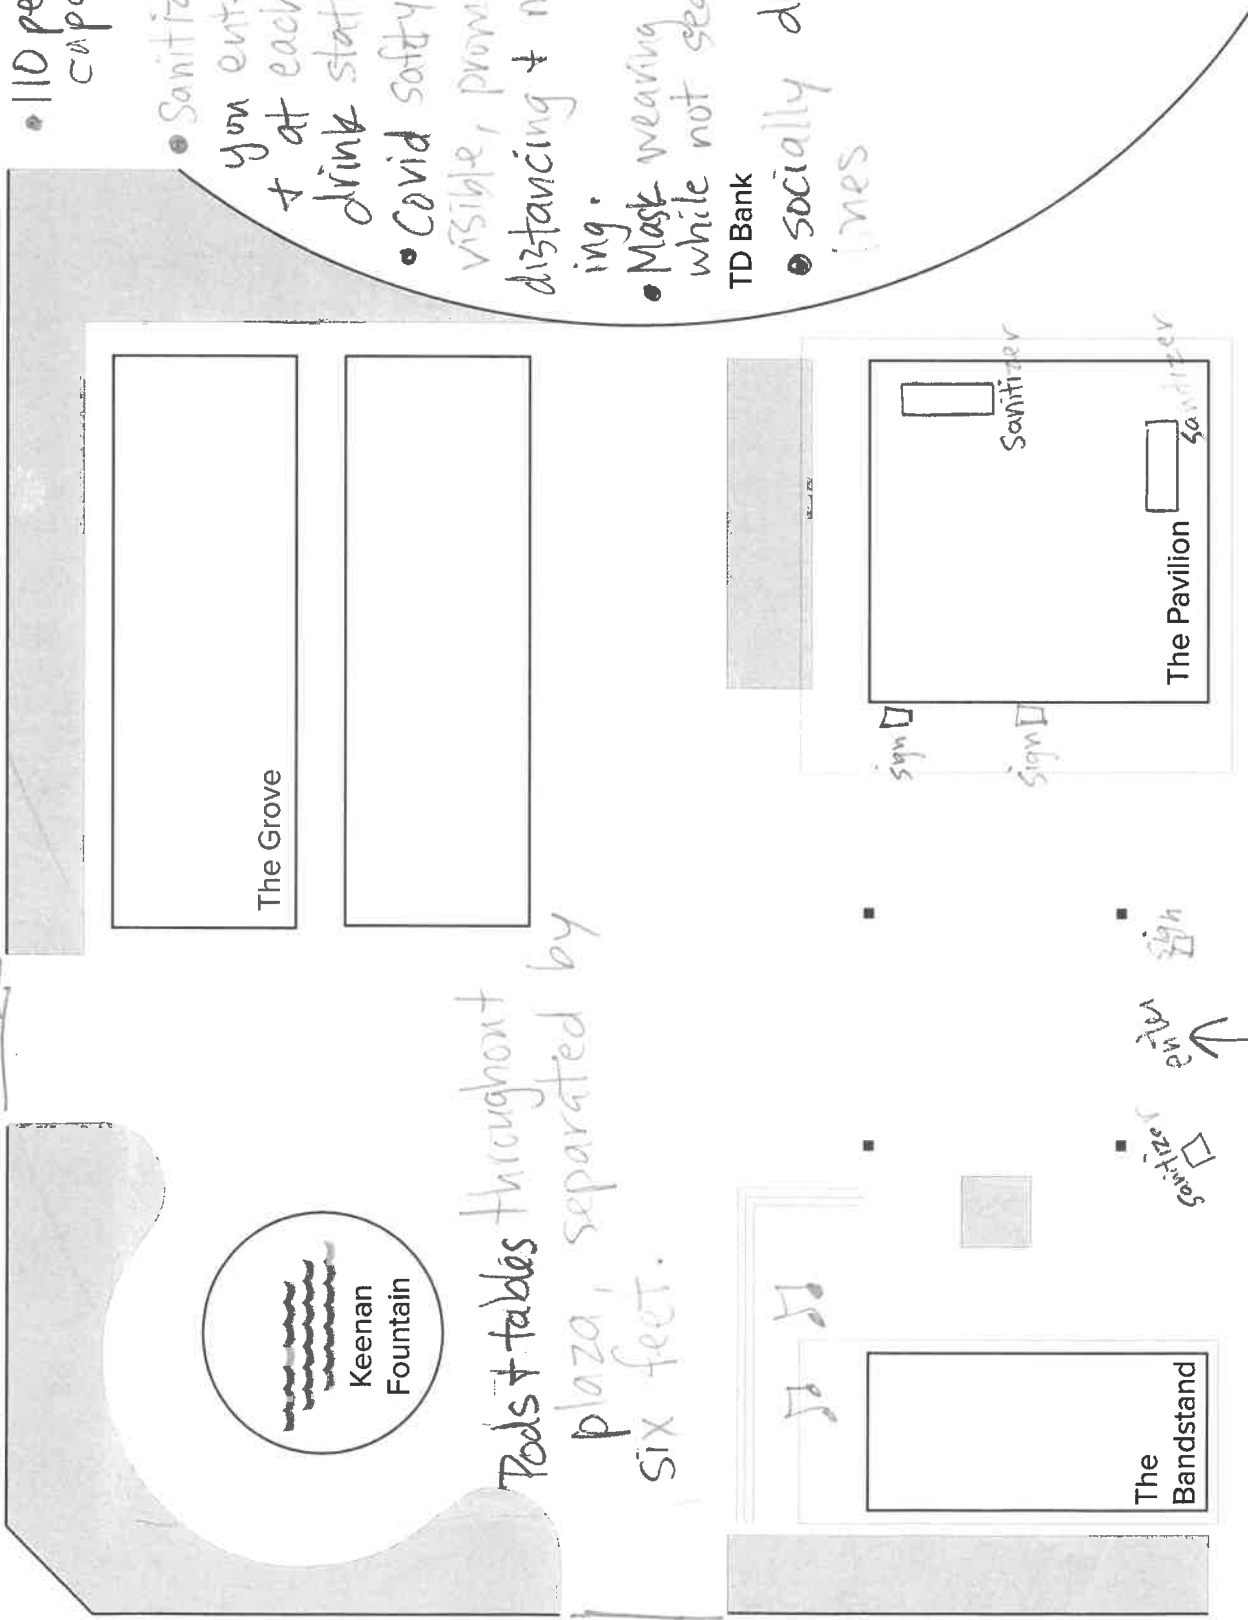 • 110 pe
cap
• Sanitiz
you ent
+ at each
drink stat
• Covid safety
visible, prom
distancing + m
ing.
• Mask wearing
while not sea
TD Bank
• socially d
lines
The Grove
Keenan
Fountain
Pods + tables throughout
plaza, separated by
six feet.
Sign
Sanitizer
Sign
Sanitizer
The Pavilion
Sign
enter
Sanitizer
The
Bandstand